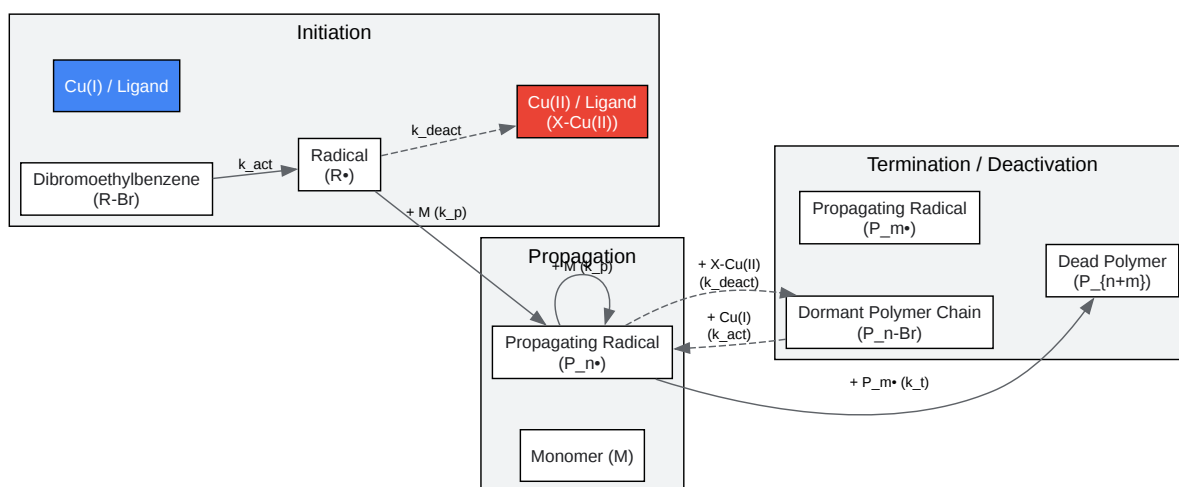 Initiation
Cu(I) / Ligand
Cu(II) / Ligand
(X-Cu(II))
k_deact
Radical
(R•)
k_act
Dibromoethylbenzene
(R-Br)
+ M (k_p)
Termination / Deactivation
Propagating Radical
(P_m•)
Dead Polymer
(P_{n+m})
Dormant Polymer Chain
(P_n-Br)
Propagation
+ M (k_p)
+ X-Cu(II)
(k_deact)
+ Cu(I)
(k_act)
Propagating Radical
(P_n•)
+ P_m• (k_t)
Monomer (M)